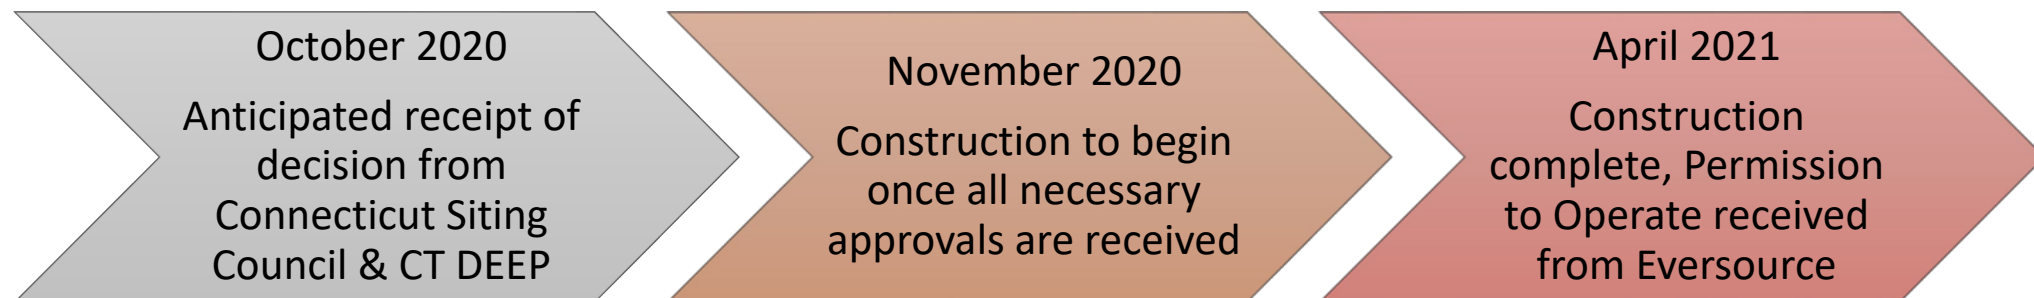 October 2020
Anticipated receipt of
decision from
Connecticut Siting
Council & CT DEEP
November 2020
Construction to begin
once all necessary
approvals are received
April 2021
Construction
complete, Permission
to Operate received
from Eversource